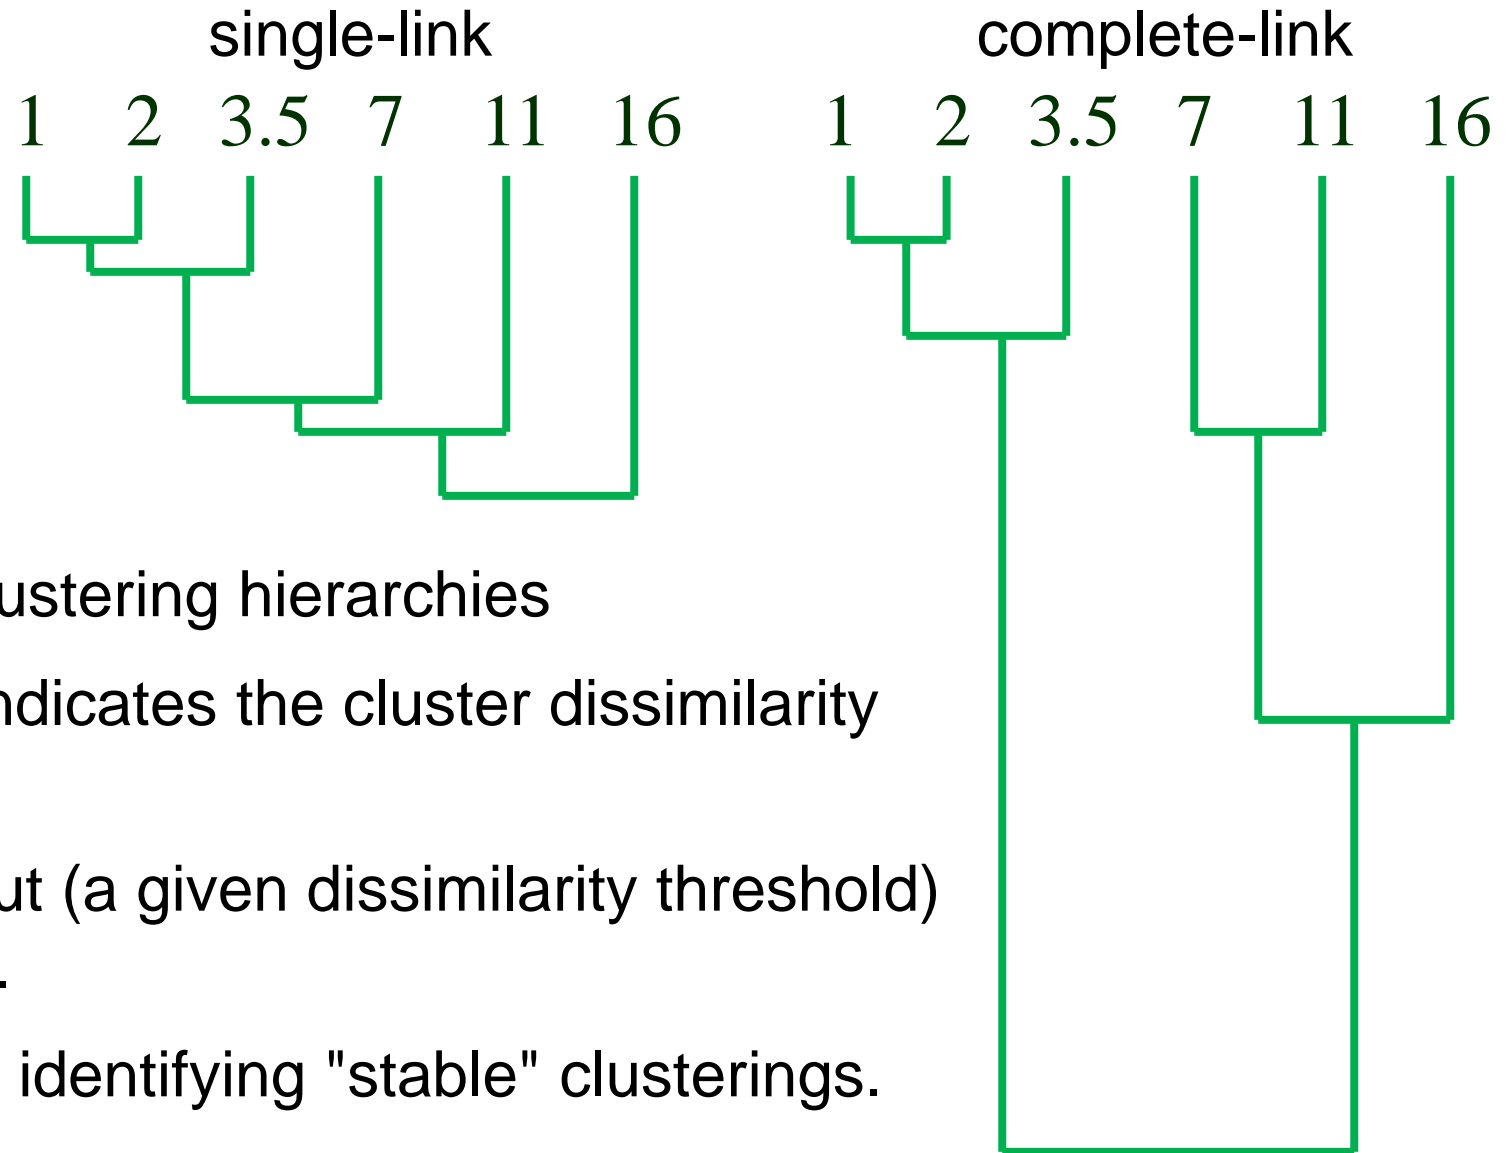 single-link complete-link
1 2 3.5 7 11 16 1 2 3.5 7 11 16
ustering hierarchies
ndicates the cluster dissimilarity
ut (a given dissimilarity threshold)
.
identifying "stable" clusterings.